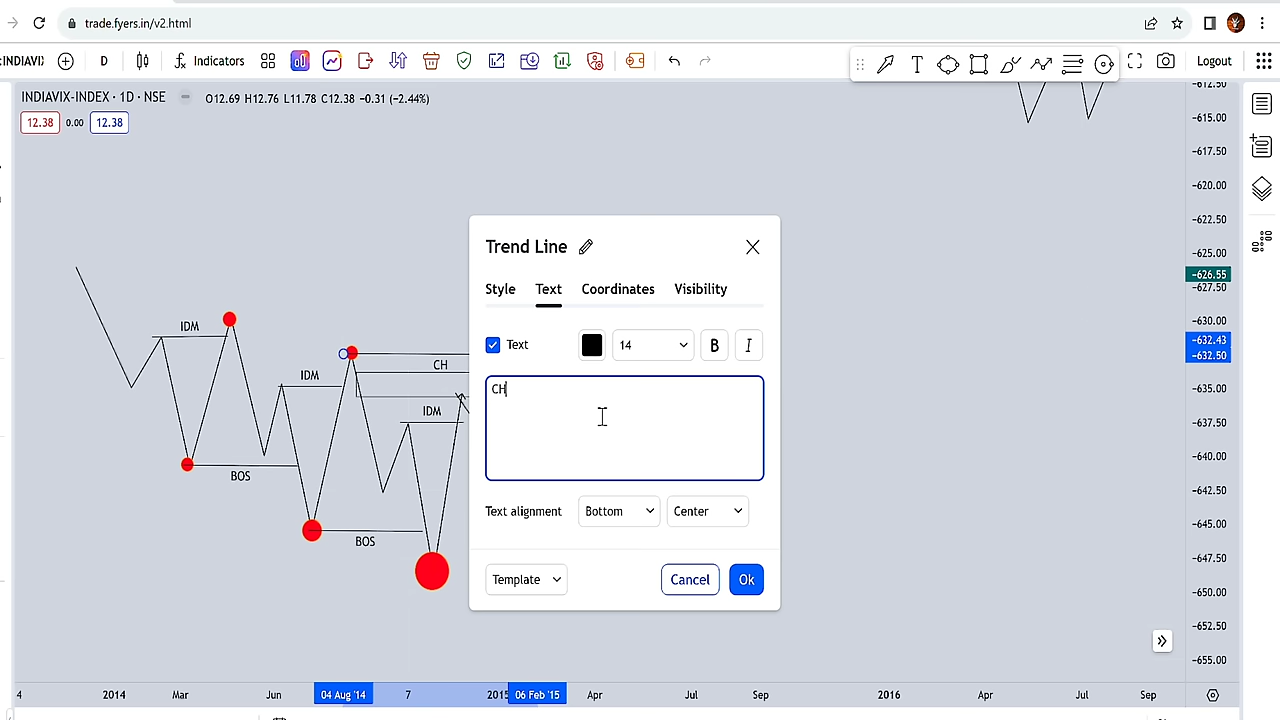 trade.fyers.in/v2.html
:INDIAVI)
D
Indicators
Logout
INDIAVIX-INDEX · 1D · NSE
O12.69 H12.76 L11.78 C12.38 −0.31 (−2.44%)
12.38 0.00 12.38
-612.50
-615.00
-617.50
-620.00
-622.50
-625.00
-626.55
-627.50
-630.00
-632.43
-632.50
-635.00
-637.50
-640.00
-642.50
-645.00
-647.50
-650.00
-652.50
-655.00
IDM
IDM
CH
IDM
BOS
BOS
Trend Line
Style Text Coordinates Visibility
Text 14 B I
CH
Text alignment Bottom Center
Template Cancel Ok
4 2014 Mar Jun 04 Aug '14 7 2015 06 Feb '15 Apr Jul Sep 2016 Apr Jul Sep